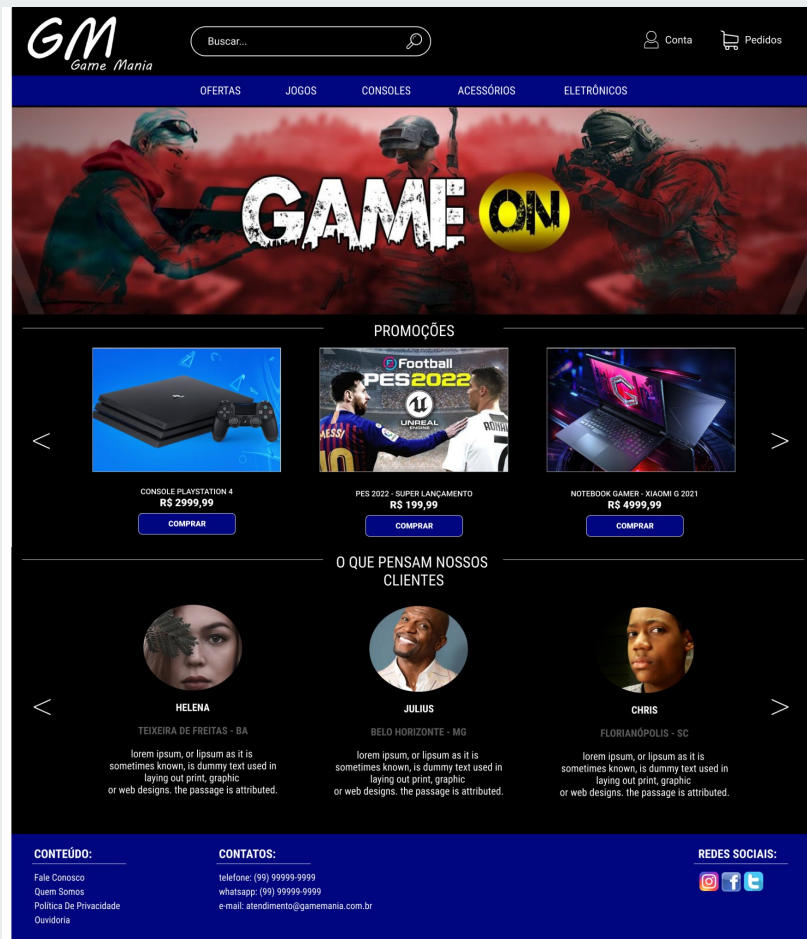 GM
Game Mania
Buscar...
Conta
Pedidos
OFERTAS JOGOS CONSOLES ACESSÓRIOS ELETRÔNICOS
GAME ON
PROMOÇÕES
Football
PES2022
UNREAL
ENGINE
MESSI
10
<
>
CONSOLE PLAYSTATION 4
R$ 2999,99
COMPRAR
PES 2022 - SUPER LANÇAMENTO
R$ 199,99
COMPRAR
NOTEBOOK GAMER - XIAOMI G 2021
R$ 4999,99
COMPRAR
O QUE PENSAM NOSSOS
CLIENTES
<
>
HELENA
TEIXEIRA DE FREITAS - BA
lorem ipsum, or lipsum as it is
sometimes known, is dummy text used in
laying out print, graphic
or web designs. the passage is attributed.
JULIUS
BELO HORIZONTE - MG
lorem ipsum, or lipsum as it is
sometimes known, is dummy text used in
laying out print, graphic
or web designs. the passage is attributed.
CHRIS
FLORIANÓPOLIS - SC
lorem ipsum, or lipsum as it is
sometimes known, is dummy text used in
laying out print, graphic
or web designs. the passage is attributed.
CONTEÚDO:
Fale Conosco
Quem Somos
Política De Privacidade
Ouvidoria
CONTATOS:
telefone: (99) 99999-9999
whatsapp: (99) 99999-9999
e-mail: atendimento@gamemania.com.br
REDES SOCIAIS: